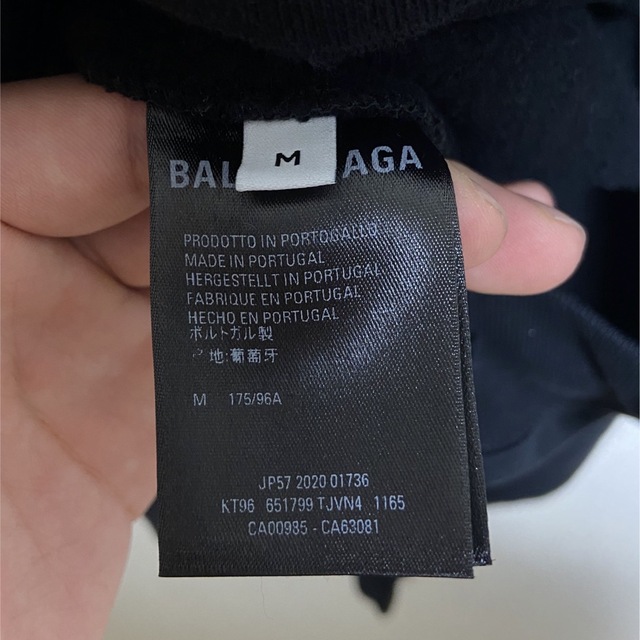 M
BAL AGA
PRODOTTO IN PORTOGALLO
MADE IN PORTUGAL
HERGESTELLT IN PORTUGAL
FABRIQUE EN PORTUGAL
HECHO EN PORTUGAL
ポルトガル製
地:葡萄牙
M 175/96A
JP57 2020 01736
KT96 651799 TJVN4 1165
CA00985 - CA63081